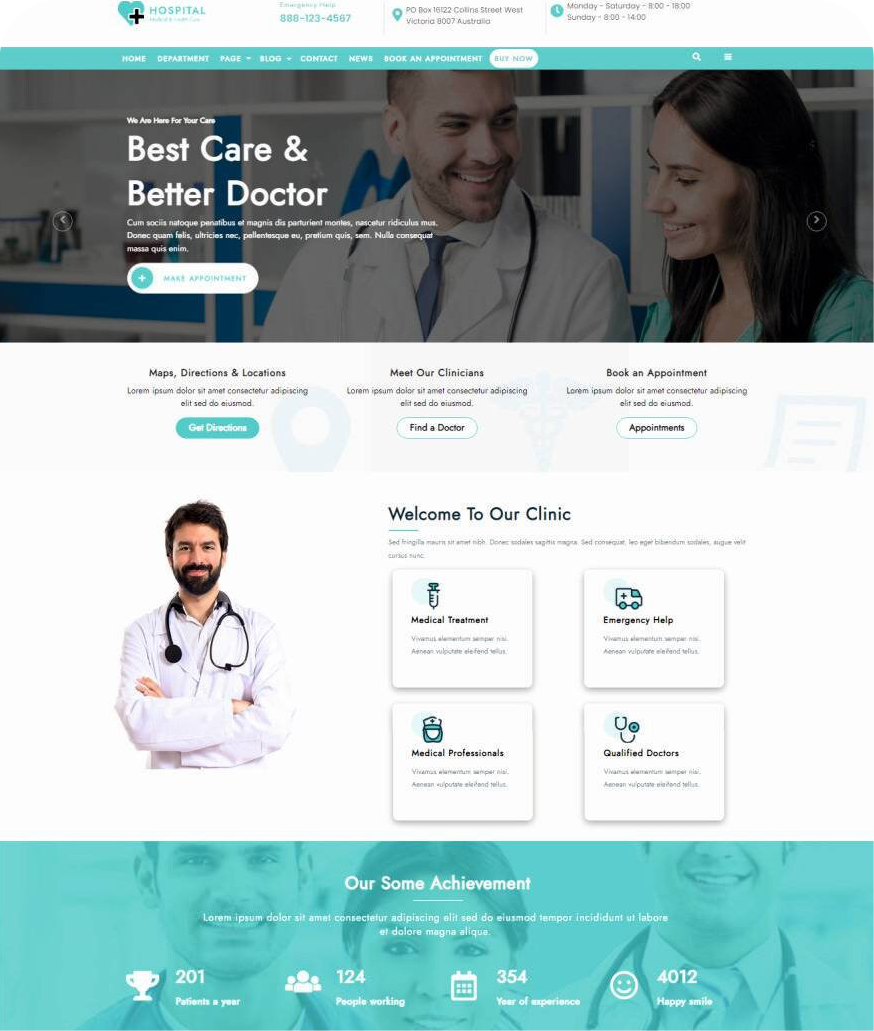 HOSPITAL
Medical & Health Care
Emergency Help
888-123-4567
PO Box 16122 Collins Street West
Victoria 8007 Australia
Monday - Saturday - 8:00 - 18:00
Sunday - 8:00 - 14:00
HOME DEPARTMENT PAGE BLOG CONTACT NEWS BOOK AN APPOINTMENT BUY NOW
We Are Here For Your Care
Best Care &
Better Doctor
Cum sociis natoque penatibus et magnis dis parturient montes, nascetur ridiculus mus.
Donec quam felis, ultricies nec, pellentesque eu, pretium quis, sem. Nulla consequat
massa quis enim.
MAKE APPOINTMENT
Maps, Directions & Locations
Lorem ipsum dolor sit amet consectetur adipiscing
elit sed do eiusmod.
Get Directions
Meet Our Clinicians
Lorem ipsum dolor sit amet consectetur adipiscing
elit sed do eiusmod.
Find a Doctor
Book an Appointment
Lorem ipsum dolor sit amet consectetur adipiscing
elit sed do eiusmod.
Appointments
Welcome To Our Clinic
Sed fringilla mauris sit amet nibh. Donec sodales sagittis magna. Sed consequat, leo eget bibendum sodales, augue velit
cursus nunc.
Medical Treatment
Vivamus elementum semper nisi.
Aenean vulputate eleifend tellus.
Emergency Help
Vivamus elementum semper nisi.
Aenean vulputate eleifend tellus.
Medical Professionals
Vivamus elementum semper nisi.
Aenean vulputate eleifend tellus.
Qualified Doctors
Vivamus elementum semper nisi.
Aenean vulputate eleifend tellus.
Our Some Achievement
Lorem ipsum dolor sit amet consectetur adipiscing elit sed do eiusmod tempor incididunt ut labore
et dolore magna aliqua.
201
Patients a year
124
People working
354
Year of experience
4012
Happy smile